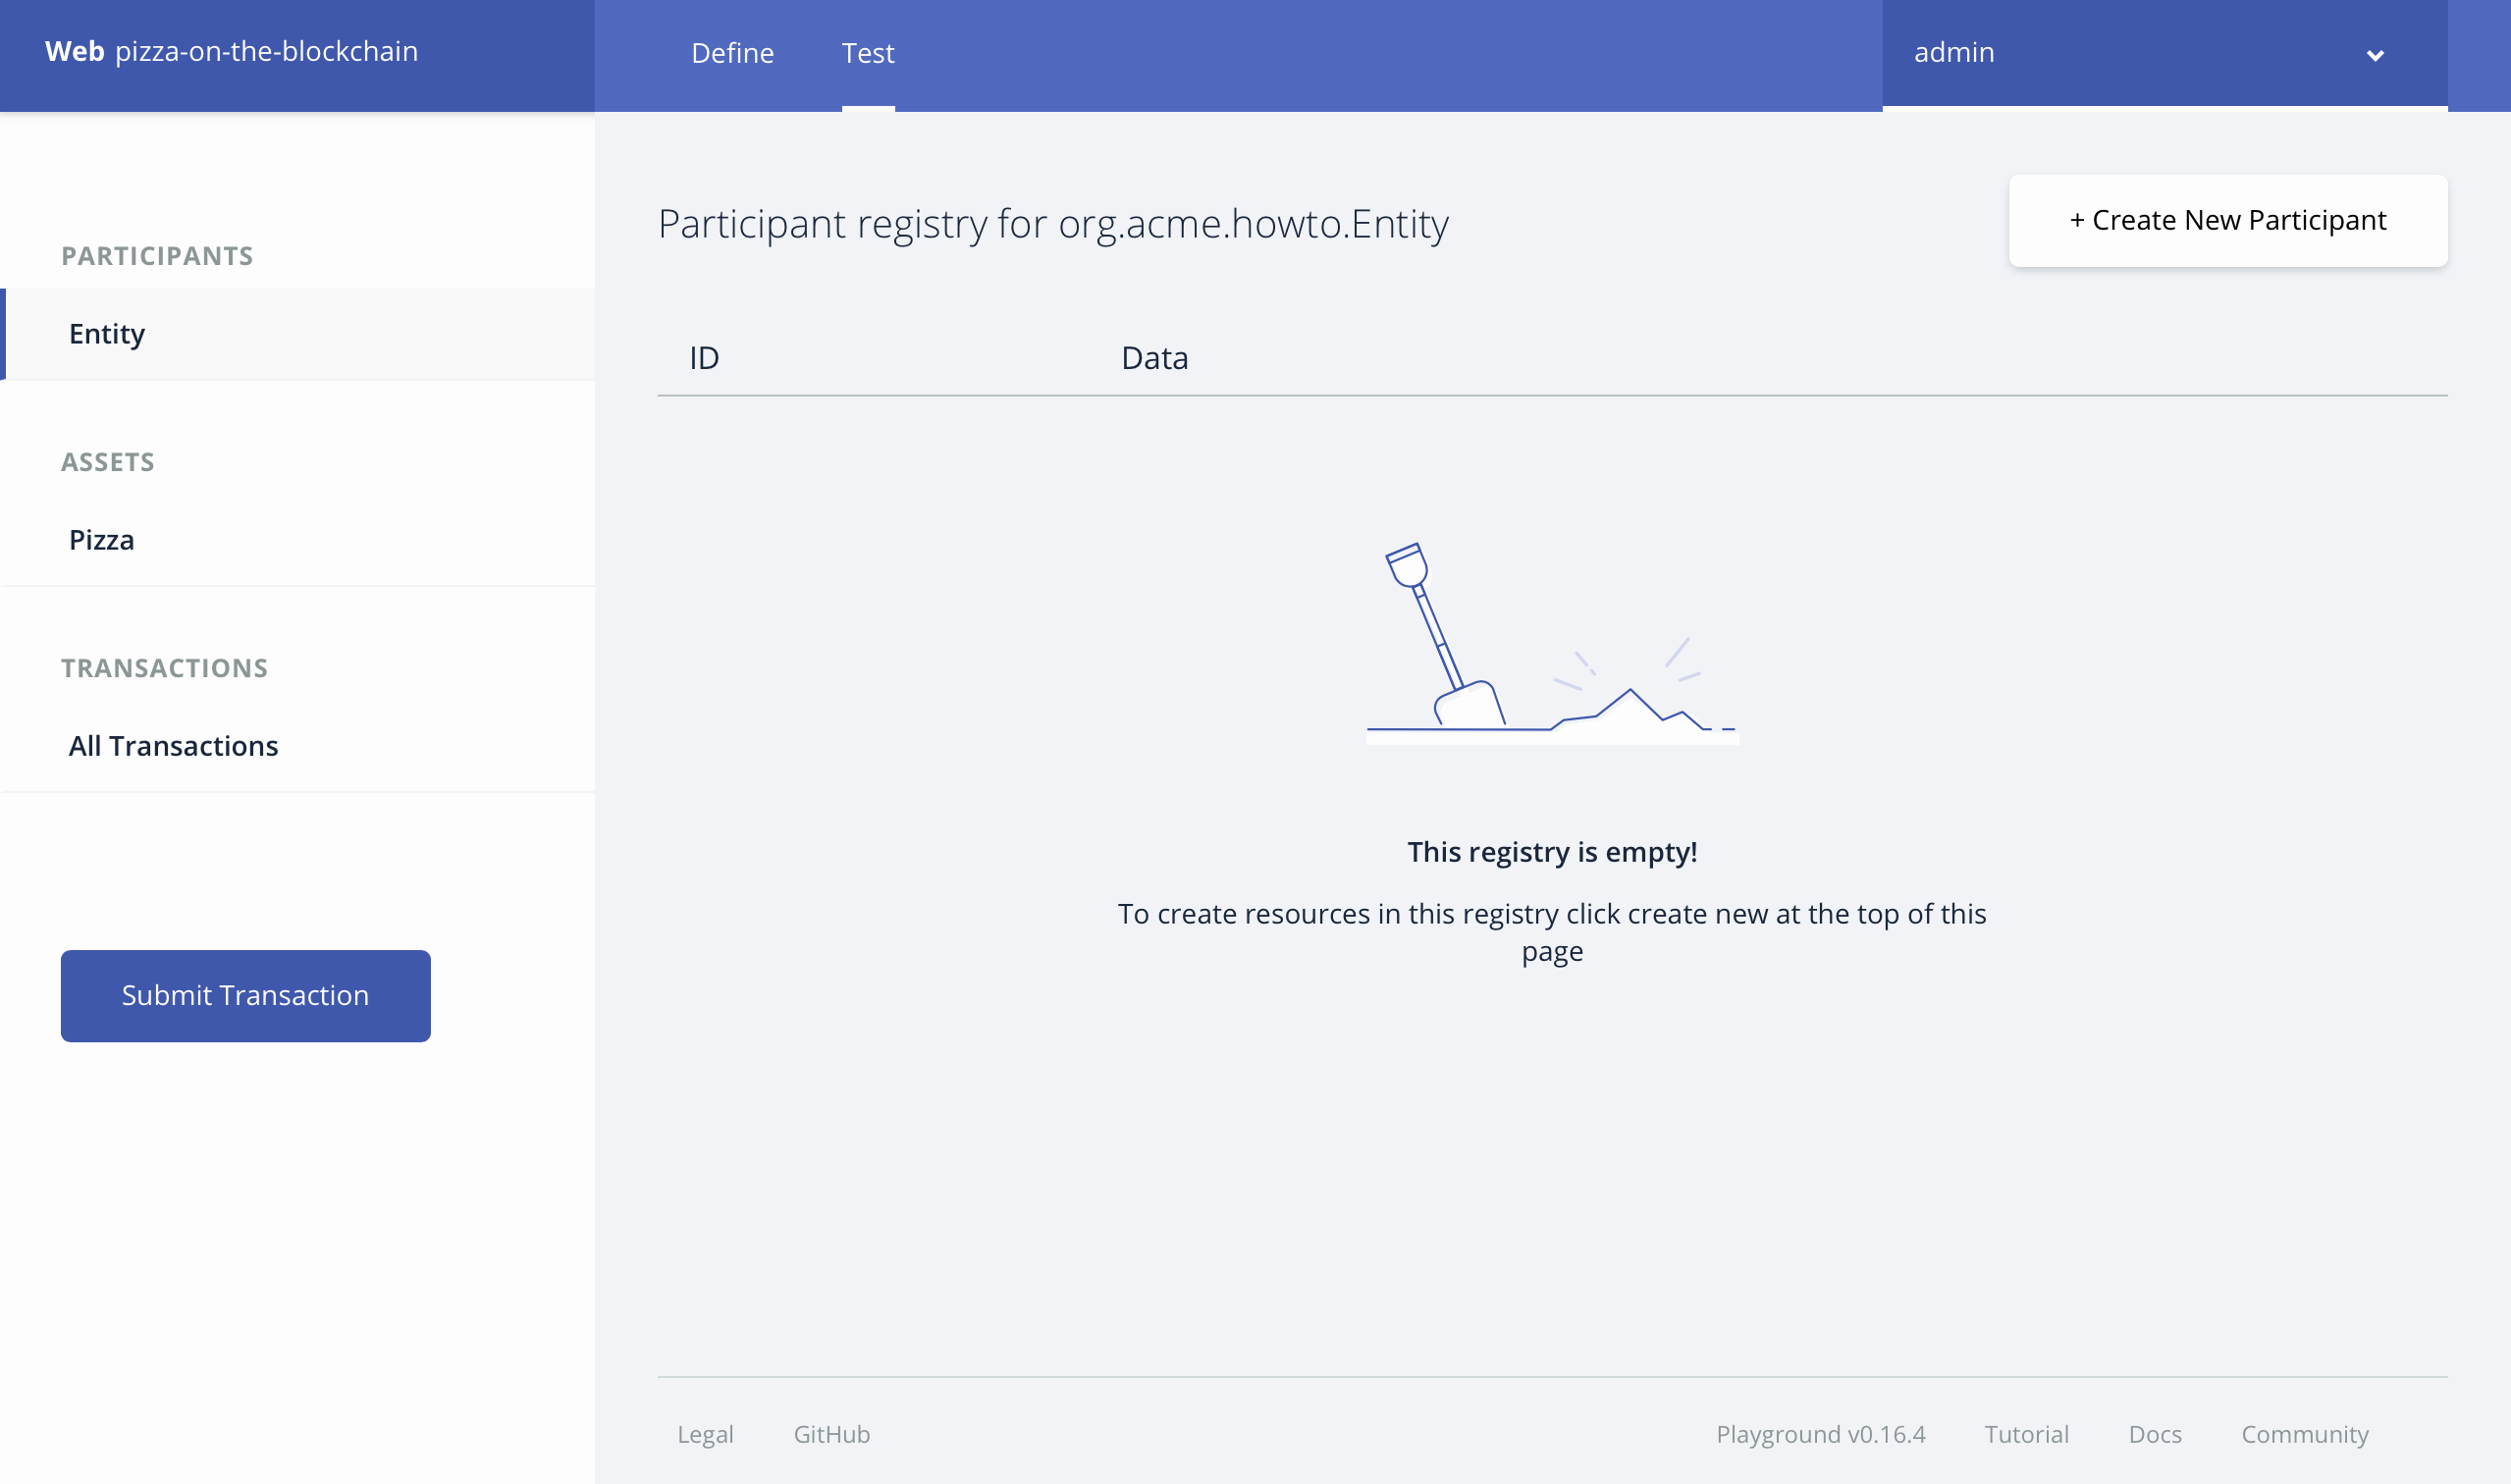 Web pizza-on-the-blockchain
Define
Test
admin
PARTICIPANTS
Entity
ASSETS
Pizza
TRANSACTIONS
All Transactions
Submit Transaction
Participant registry for org.acme.howto.Entity
+ Create New Participant
ID
Data
This registry is empty!
To create resources in this registry click create new at the top of this
page
Legal
GitHub
Playground v0.16.4
Tutorial
Docs
Community